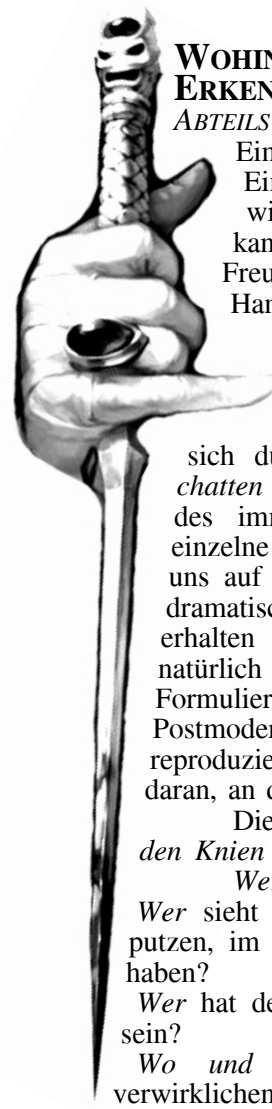 WOHIN
ERKEN
ABTEILS
Ein
Ein
wi
kan
Freu
Han
sich du
chatten
des imm
einzelne
uns auf
dramatisc
erhalten
natürlich
Formulier
Postmoder
reproduzie
daran, an d
Die
den Knien
We
Wer sieht
putzen, im
haben?
Wer hat de
sein?
Wo und
verwirklichen